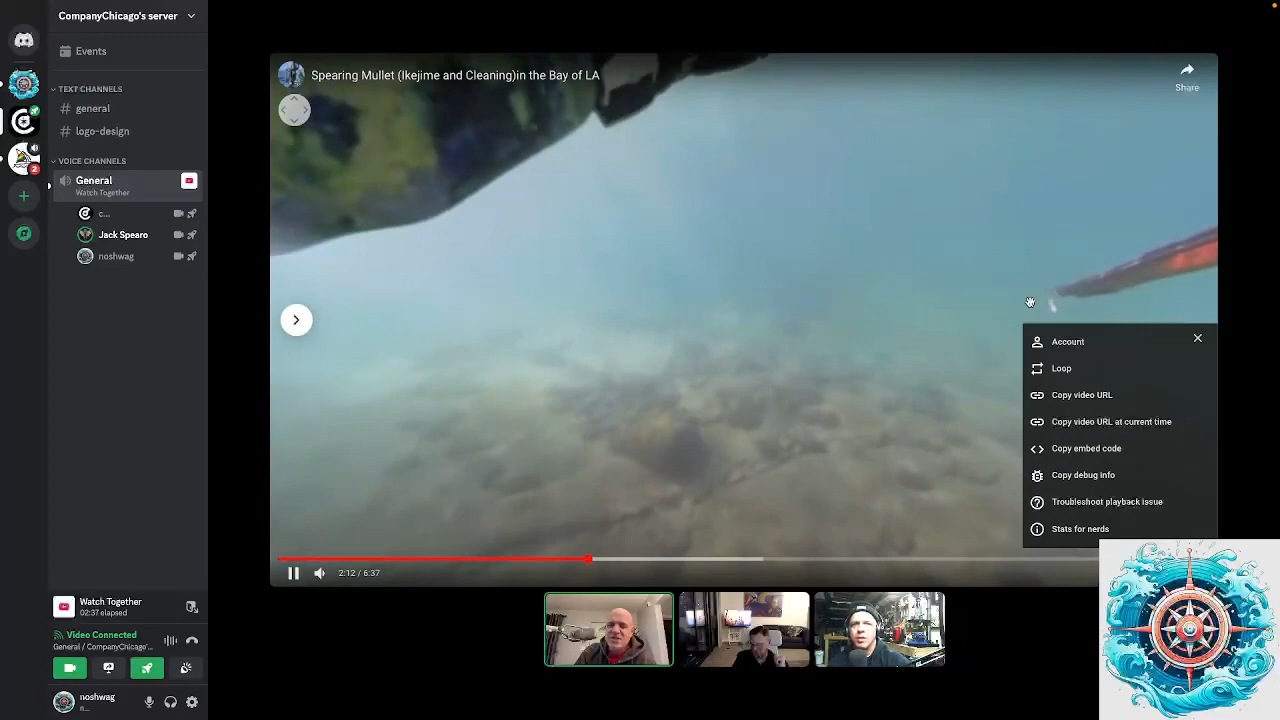 CompanyChicago's server
Events
TEXT CHANNELS
general
logo-design
VOICE CHANNELS
General
Watch Together
c...
Jack Spearo
noshwag
Watch Together
02:37 elapsed
Video Connected
General / CompanyChicago'...
noshwag
n...
2
Spearing Mullet (Ikejime and Cleaning)in the Bay of LA
Share
Account
Loop
Copy video URL
Copy video URL at current time
Copy embed code
Copy debug info
Troubleshoot playback issue
Stats for nerds
2:12 / 6:37